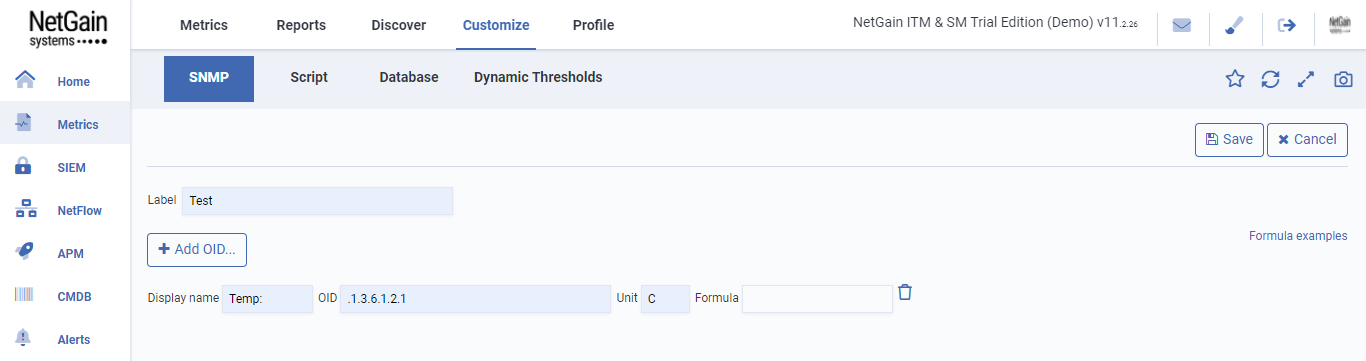 NetGain
systems
Metrics Reports Discover Customize Profile
NetGain ITM & SM Trial Edition (Demo) v11.2.26
NetGain
systems
SNMP Script Database Dynamic Thresholds
Home
Metrics
SIEM
NetFlow
APM
CMDB
Alerts
Save Cancel
Label Test
Add OID...
Formula examples
Display name Temp: OID .1.3.6.1.2.1 Unit C Formula